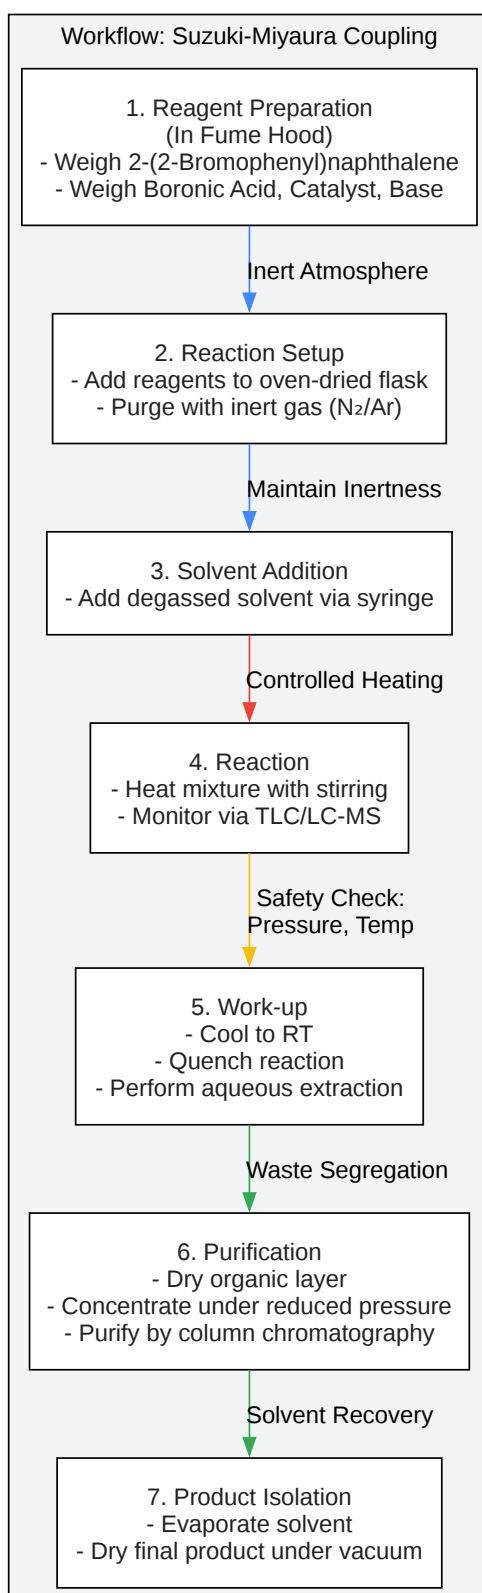 Workflow: Suzuki-Miyaura Coupling
1. Reagent Preparation
(In Fume Hood)
- Weigh 2-(2-Bromophenyl)naphthalene
- Weigh Boronic Acid, Catalyst, Base
Inert Atmosphere
2. Reaction Setup
- Add reagents to oven-dried flask
- Purge with inert gas (N₂/Ar)
Maintain Inertness
3. Solvent Addition
- Add degassed solvent via syringe
Controlled Heating
4. Reaction
- Heat mixture with stirring
- Monitor via TLC/LC-MS
Safety Check:
Pressure, Temp
5. Work-up
- Cool to RT
- Quench reaction
- Perform aqueous extraction
Waste Segregation
6. Purification
- Dry organic layer
- Concentrate under reduced pressure
- Purify by column chromatography
Solvent Recovery
7. Product Isolation
- Evaporate solvent
- Dry final product under vacuum